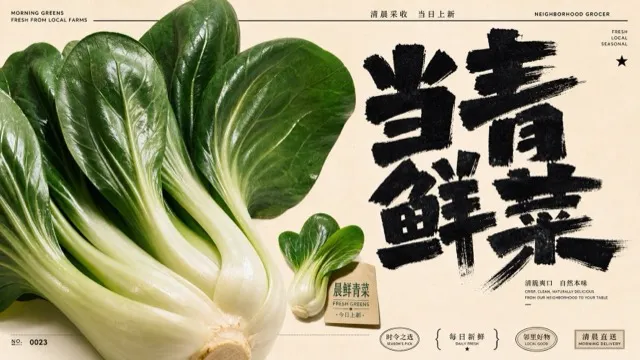 MORNING GREENS
FRESH FROM LOCAL FARMS
清晨采收 当日上新
NEIGHBORHOOD GROCER
FRESH
LOCAL
SEASONAL
青菜
当鲜
晨鲜青菜
FRESH GREENS
今日上新
清脆爽口 自然本味
CRISP, CLEAN, NATURALLY DELICIOUS
FROM OUR NEIGHBORHOOD TO YOUR TABLE
NO. 0023
时令之选
SEASON'S PICK
每日新鲜
DAILY FRESH
邻里好物
LOCAL GOOD
清晨直送
MORNING DELIVERY